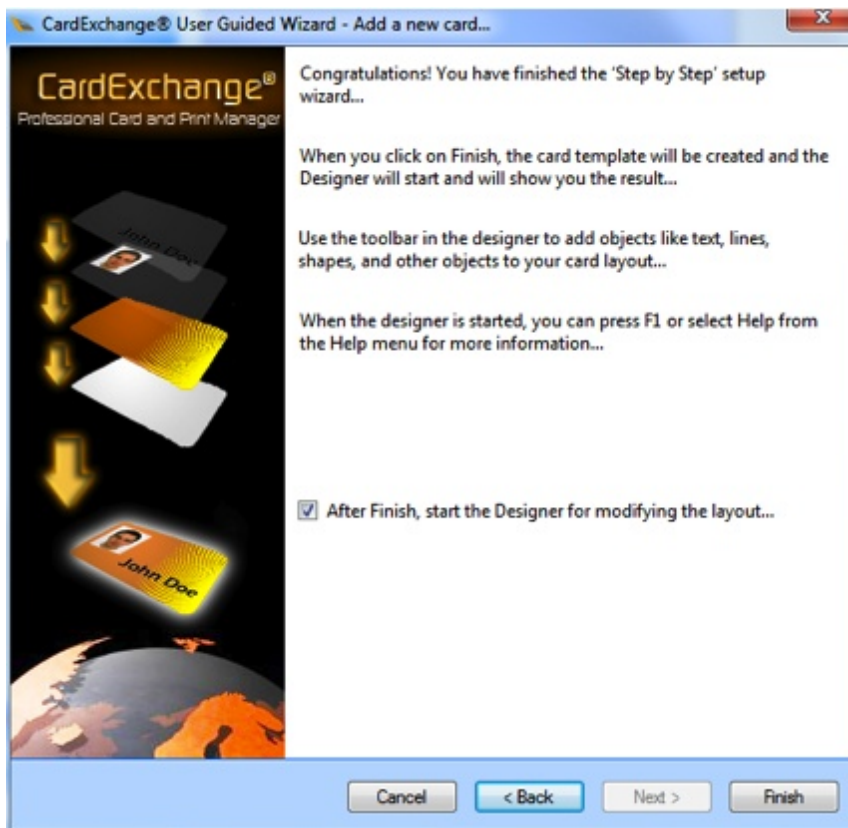 CardExchange® User Guided Wizard - Add a new card...
CardExchange®
Professional Card and Print Manager
John Doe
John Doe
Congratulations! You have finished the 'Step by Step' setup
wizard...
When you click on Finish, the card template will be created and the
Designer will start and will show you the result...
Use the toolbar in the designer to add objects like text, lines,
shapes, and other objects to your card layout...
When the designer is started, you can press F1 or select Help from
the Help menu for more information...
After Finish, start the Designer for modifying the layout...
Cancel
< Back
Next >
Finish